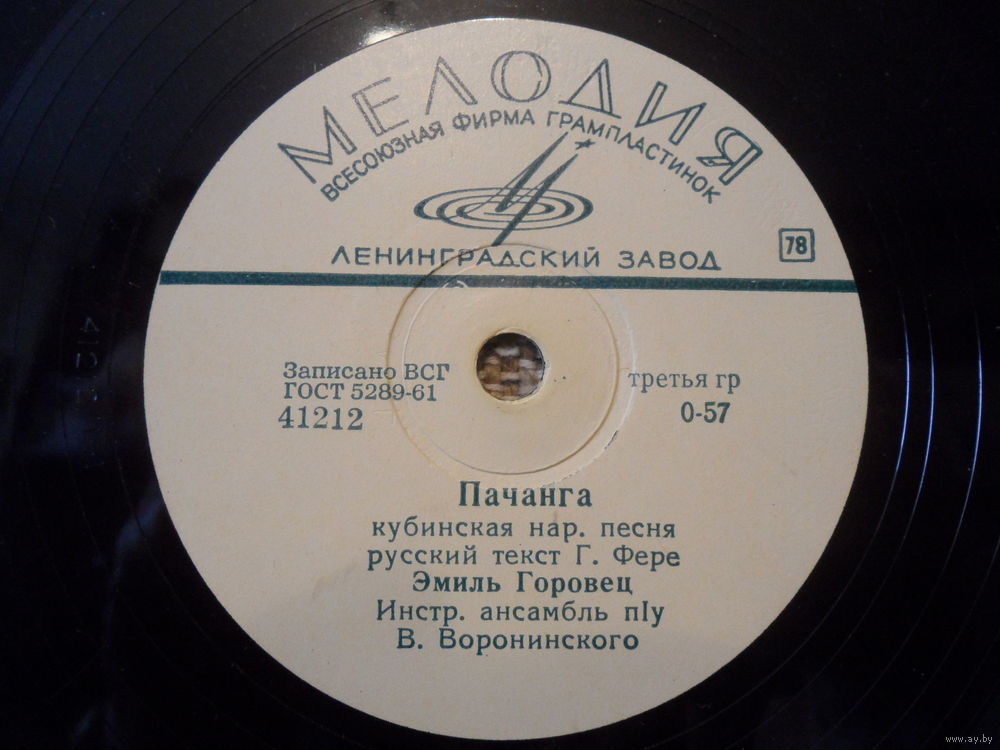 МЕЛОДИЯ
ВСЕСОЮЗНАЯ ФИРМА ГРАМПЛАСТИНОК
ЛЕНИНГРАДСКИЙ ЗАВОД
78
Записано ВСГ
ГОСТ 5289-61
41212
третья гр
0-57
Пачанга
кубинская нар. песня
русский текст Г. Фере
Эмиль Горовец
Инстр. ансамбль пІу
В. Воронинского
www.ay.by